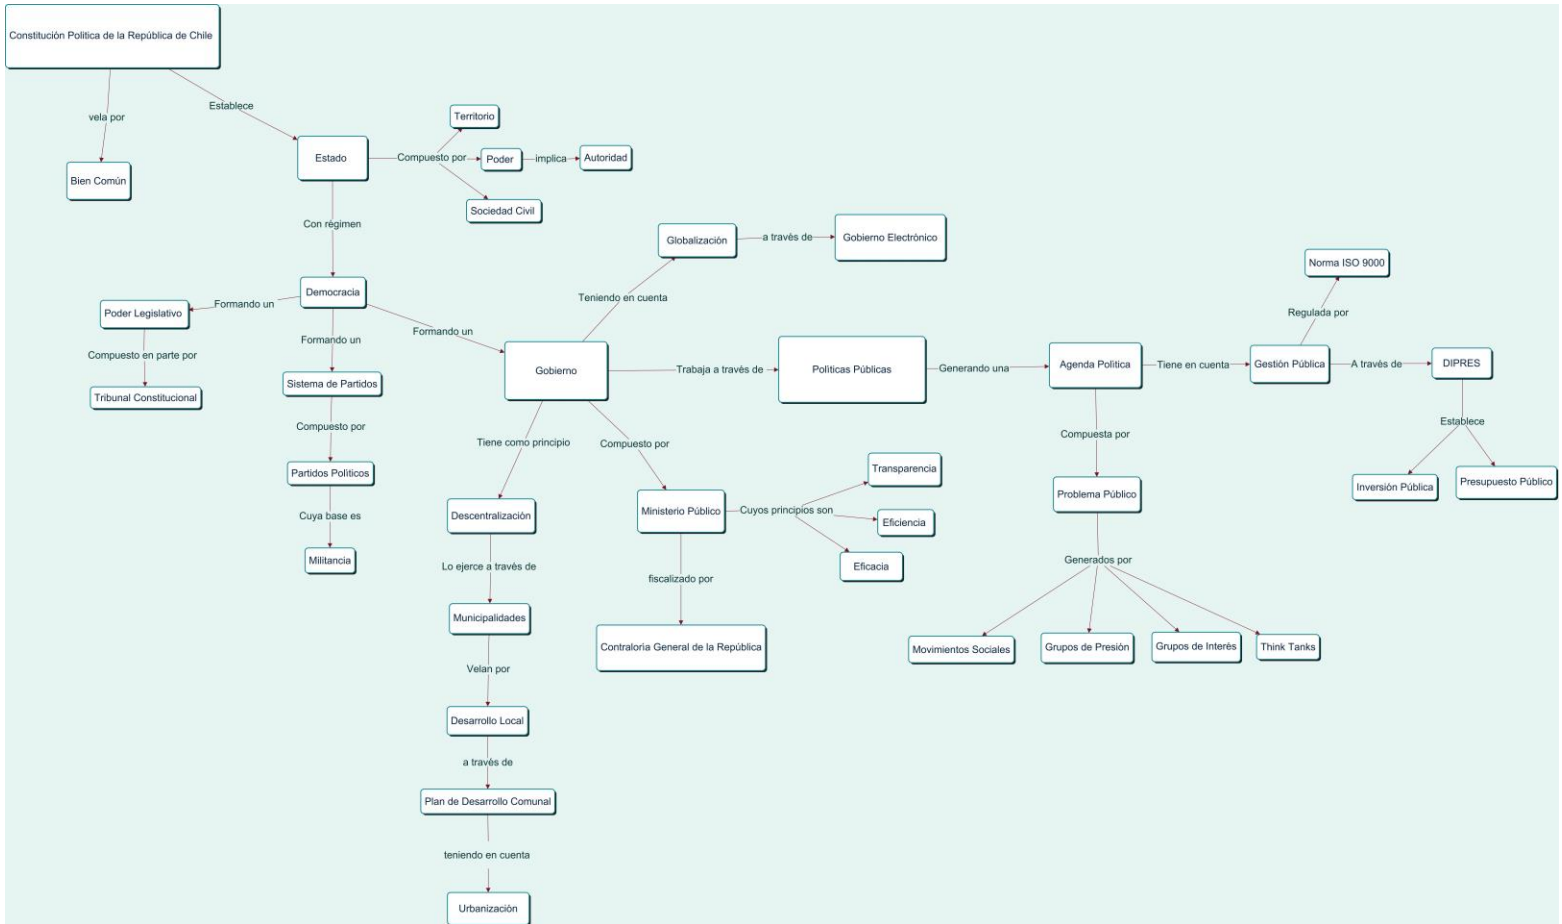 Constitución Politica de la República de Chile
vela por
Establece
Bien Común
Estado
Compuesto por
Territorio
Poder
implica
Autoridad
Sociedad Civil
Con régimen
Democracia
Formando un
Poder Legislativo
Compuesto en parte por
Tribunal Constitucional
Formando un
Sistema de Partidos
Compuesto por
Partidos Políticos
Cuya base es
Militancia
Formando un
Gobierno
Teniendo en cuenta
Globalización
a través de
Gobierno Electrónico
Trabaja a través de
Políticas Públicas
Generando una
Agenda Política
Tiene en cuenta
Gestión Pública
Regulada por
Norma ISO 9000
A través de
DIPRES
Establece
Inversión Pública
Presupuesto Público
Compuesta por
Problema Público
Generados por
Movimientos Sociales
Grupos de Presión
Grupos de Interés
Think Tanks
Tiene como principio
Descentralización
Lo ejerce a través de
Municipalidades
Velan por
Desarrollo Local
a través de
Plan de Desarrollo Comunal
teniendo en cuenta
Urbanización
Compuesto por
Ministerio Público
Cuyos principios son
Transparencia
Eficiencia
Eficacia
fiscalizado por
Contraloría General de la República